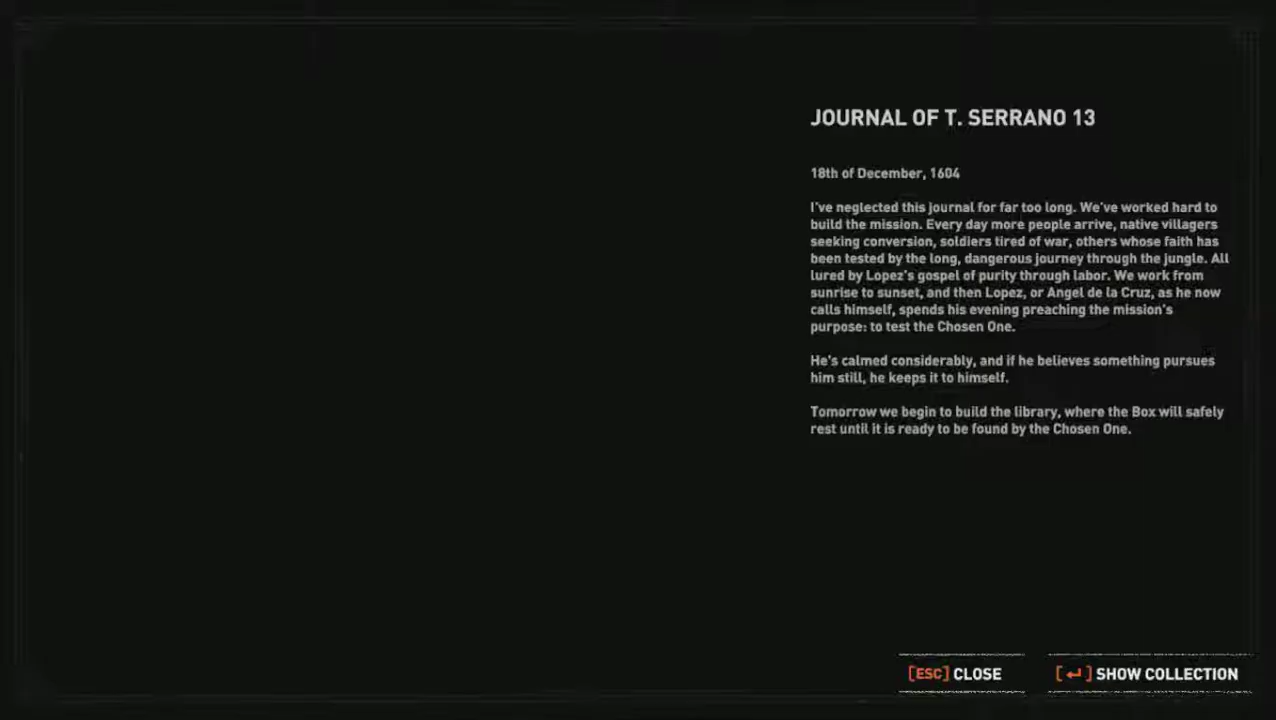 JOURNAL OF T. SERRANO 13
18th of December, 1604
I've neglected this journal for far too long. We've worked hard to
build the mission. Every day more people arrive, native villagers
seeking conversion, soldiers tired of war, others whose faith has
been tested by the long, dangerous journey through the jungle. All
lured by Lopez's gospel of purity through labor. We work from
sunrise to sunset, and then Lopez, or Angel de la Cruz, as he now
calls himself, spends his evening preaching the mission's
purpose: to test the Chosen One.
He's calmed considerably, and if he believes something pursues
him still, he keeps it to himself.
Tomorrow we begin to build the library, where the Box will safely
rest until it is ready to be found by the Chosen One.
[ESC] CLOSE [↵] SHOW COLLECTION